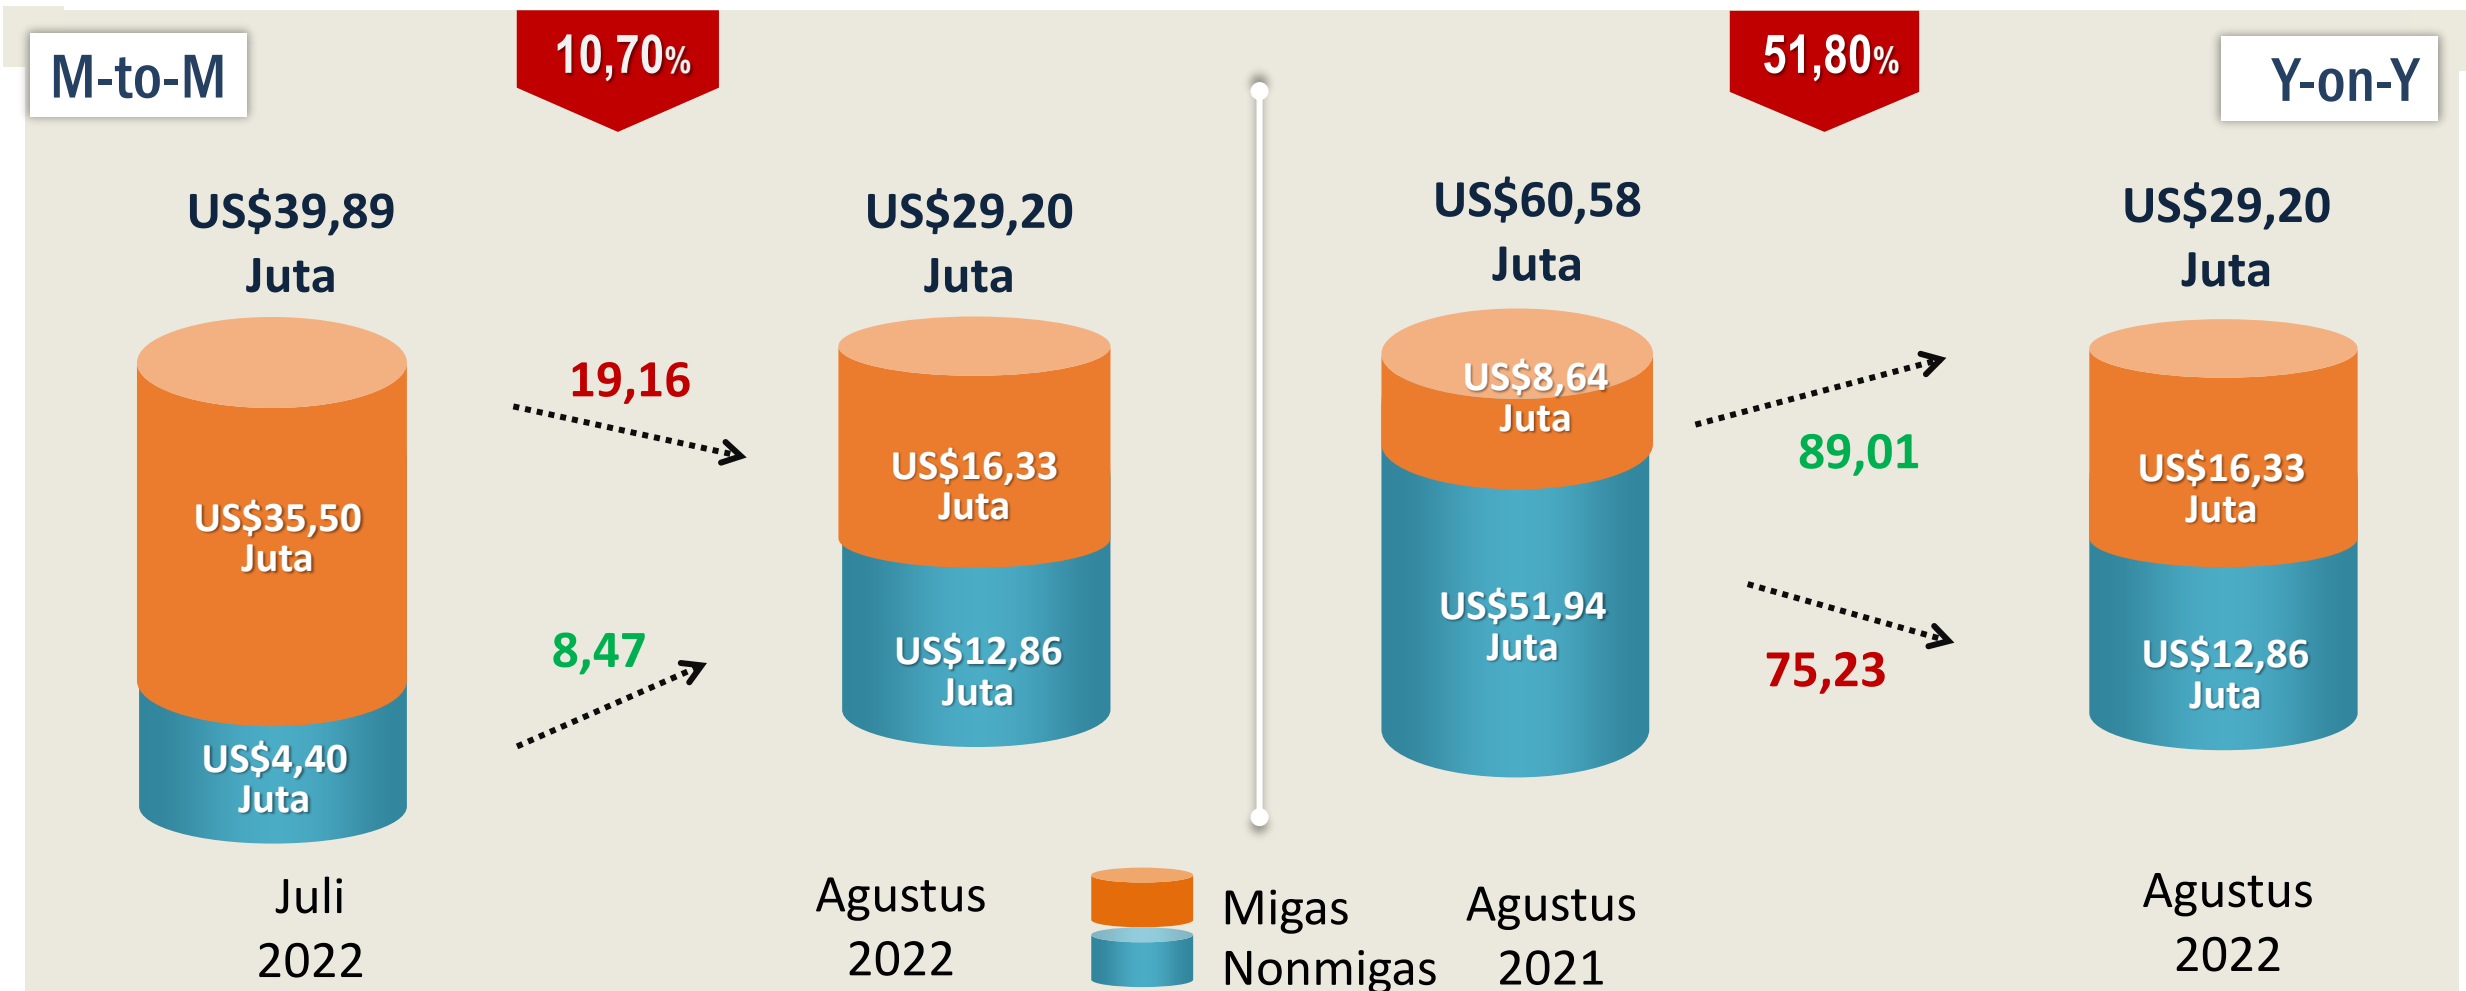 M-to-M
10,70%
US$39,89
Juta
US$29,20
Juta
19,16
US$35,50
Juta
US$16,33
Juta
8,47
US$4,40
Juta
US$12,86
Juta
Juli
2022
Agustus
2022
51,80%
Y-on-Y
US$60,58
Juta
US$29,20
Juta
US$8,64
Juta
89,01
US$16,33
Juta
US$51,94
Juta
75,23
US$12,86
Juta
Migas
Nonmigas
Agustus
2021
Agustus
2022